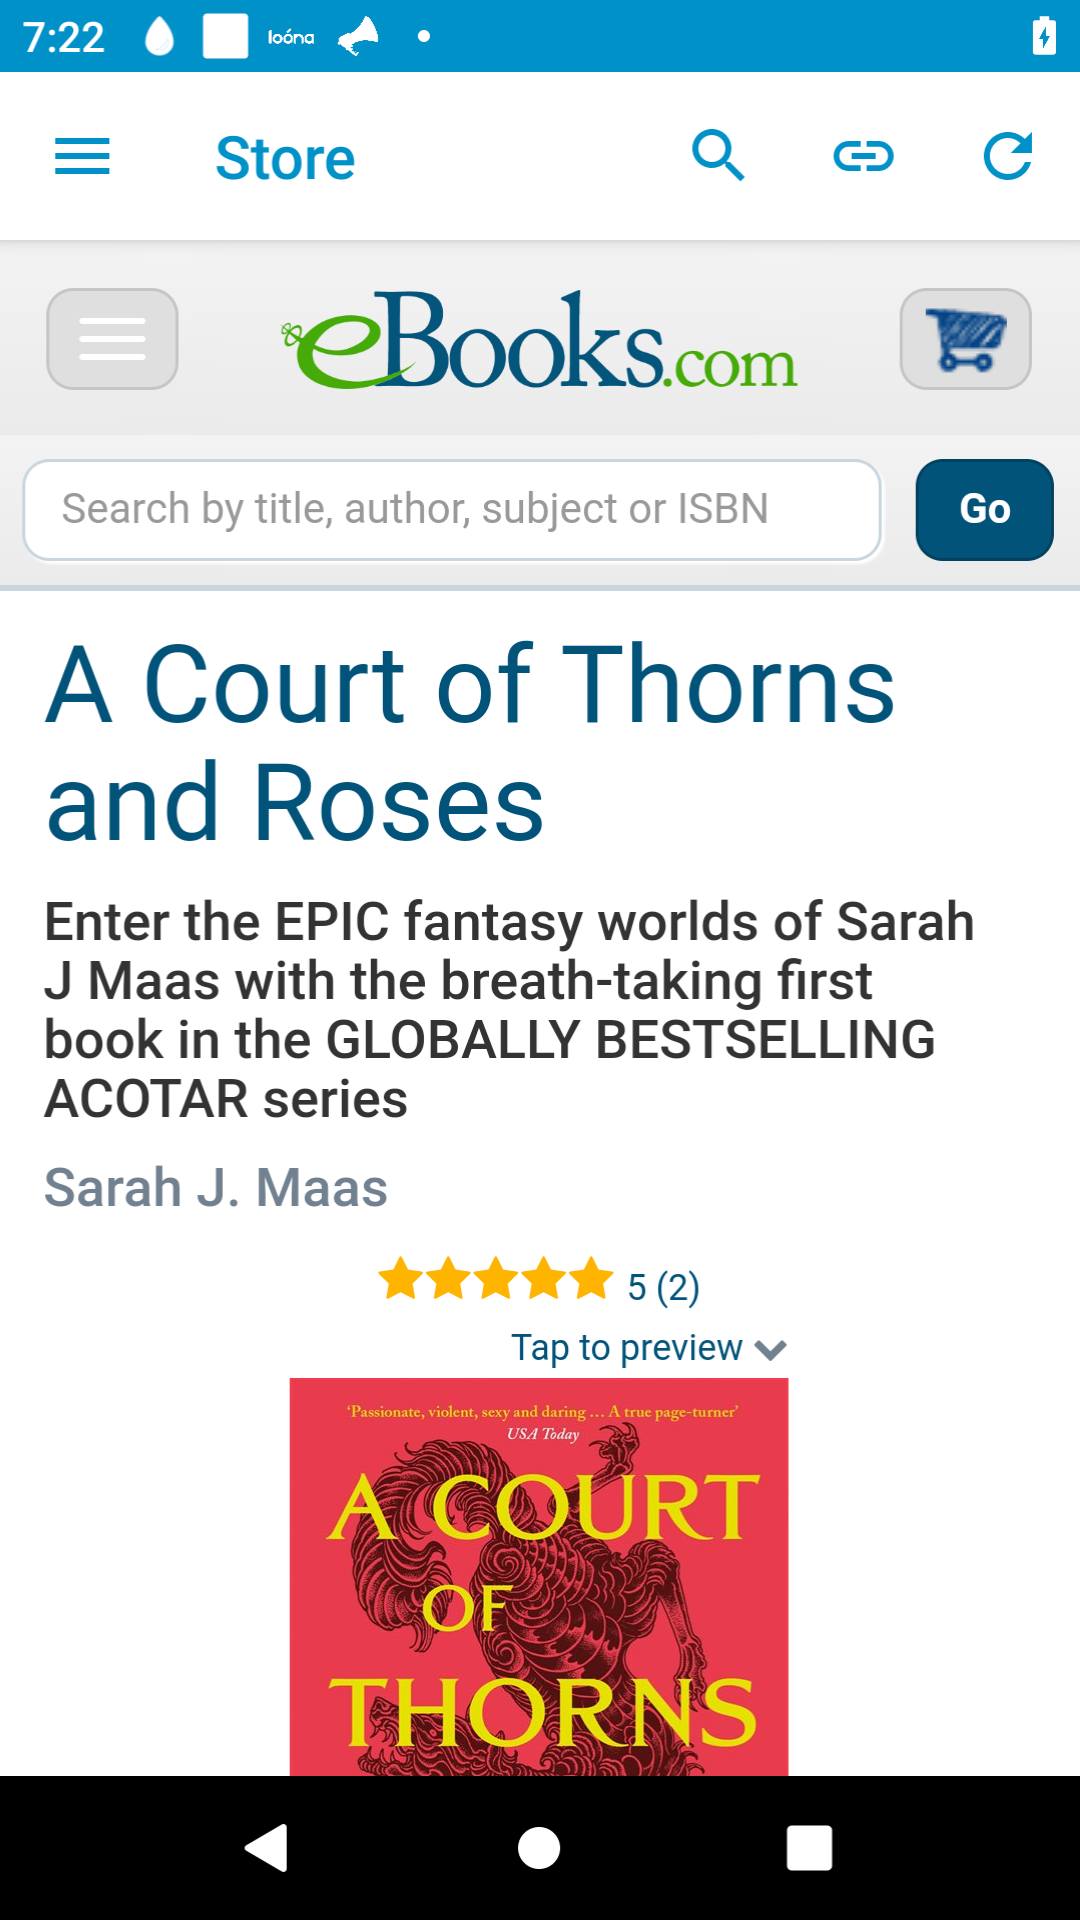 7:22 Ioóna
Store
eBooks.com
Search by title, author, subject or ISBN Go
A Court of Thorns
and Roses
Enter the EPIC fantasy worlds of Sarah
J Maas with the breath-taking first
book in the GLOBALLY BESTSELLING
ACOTAR series
Sarah J. Maas
5 (2)
Tap to preview
‘Passionate, violent, sexy and daring ... A true page-turner’
USA Today
A COURT
OF
THORNS